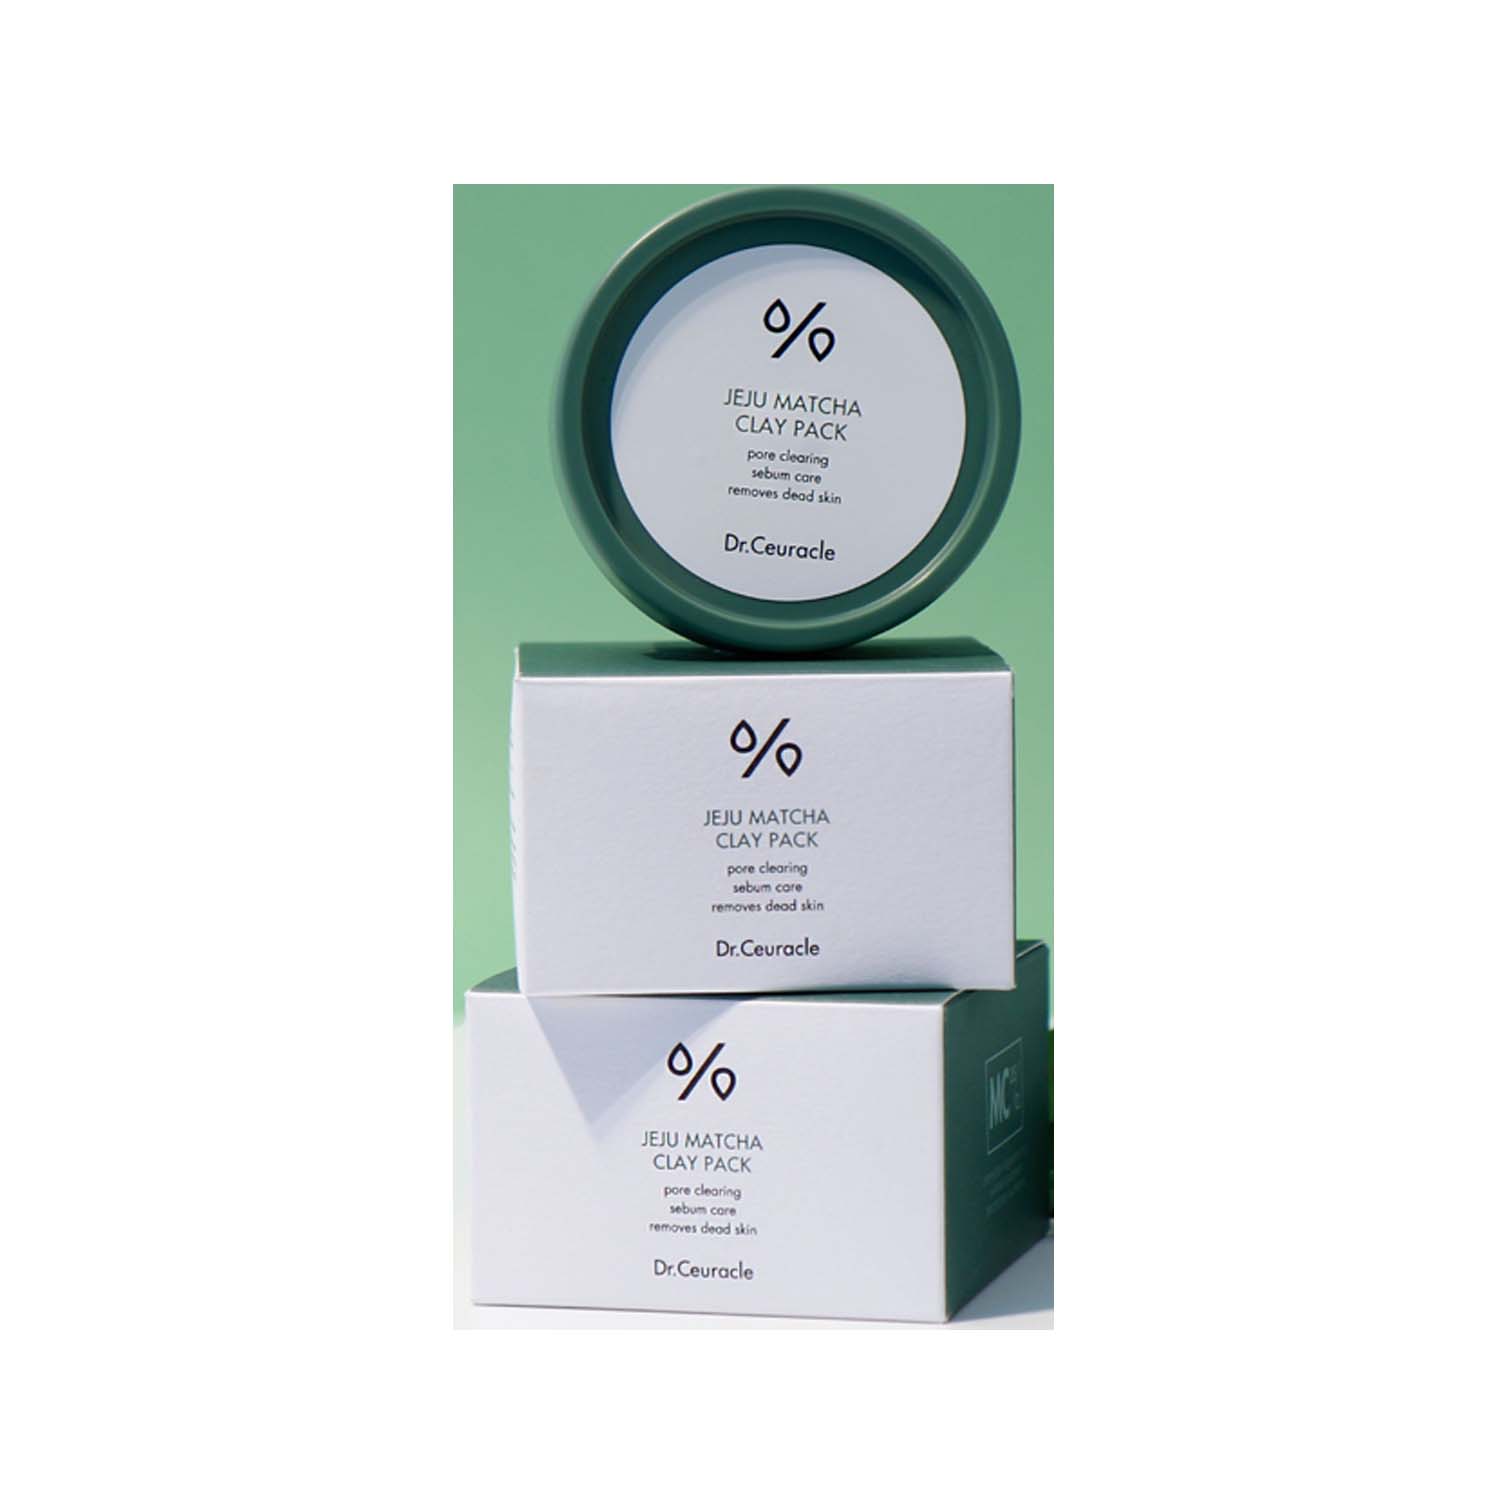 %
JEJU MATCHA
CLAY PACK
pore clearing
sebum care
removes dead skin
Dr.Ceuracle
%
JEJU MATCHA
CLAY PACK
pore clearing
sebum care
removes dead skin
Dr.Ceuracle
%
JEJU MATCHA
CLAY PACK
pore clearing
sebum care
removes dead skin
Dr.Ceuracle
MC